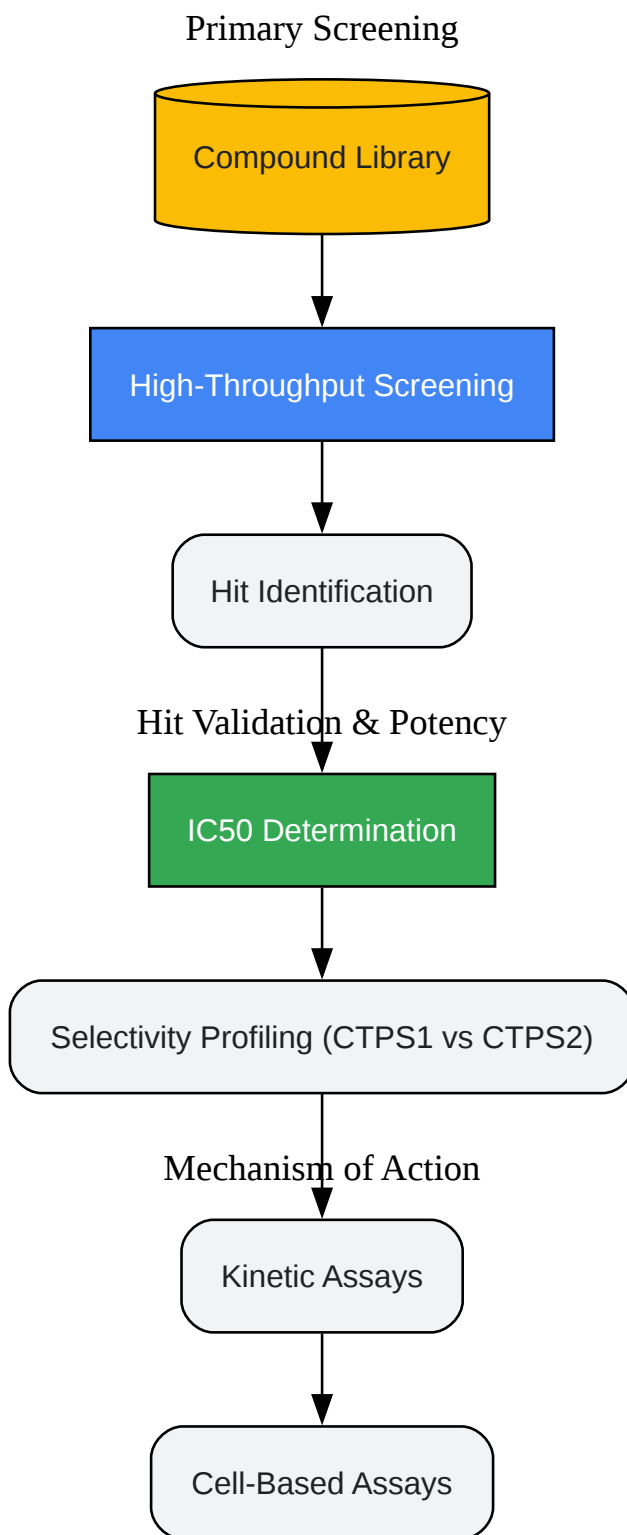 Primary Screening
Compound Library
High-Throughput Screening
Hit Identification
Hit Validation & Potency
IC50 Determination
Selectivity Profiling (CTPS1 vs CTPS2)
Mechanism of Action
Kinetic Assays
Cell-Based Assays